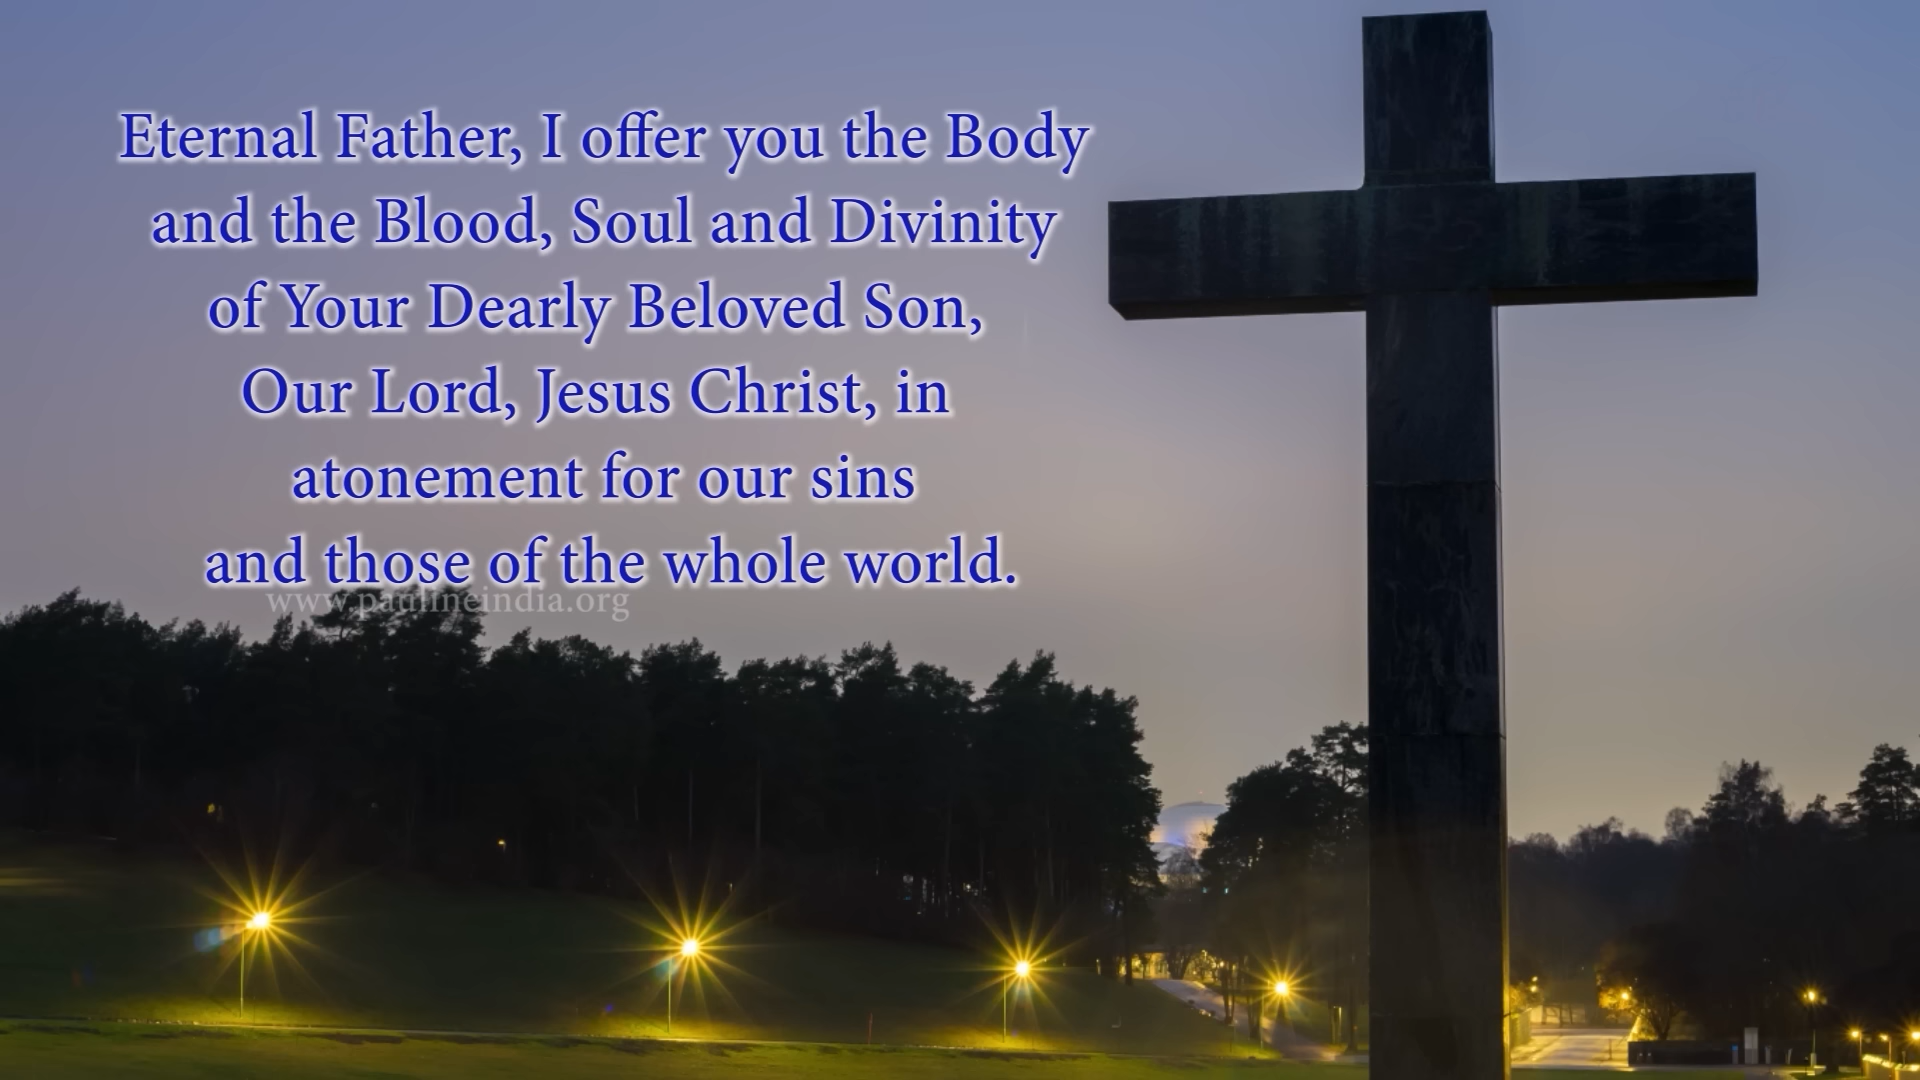 Eternal Father, I offer you the Body
and the Blood, Soul and Divinity
of Your Dearly Beloved Son,
Our Lord, Jesus Christ, in
atonement for our sins
and those of the whole world.
www.paulineindia.org